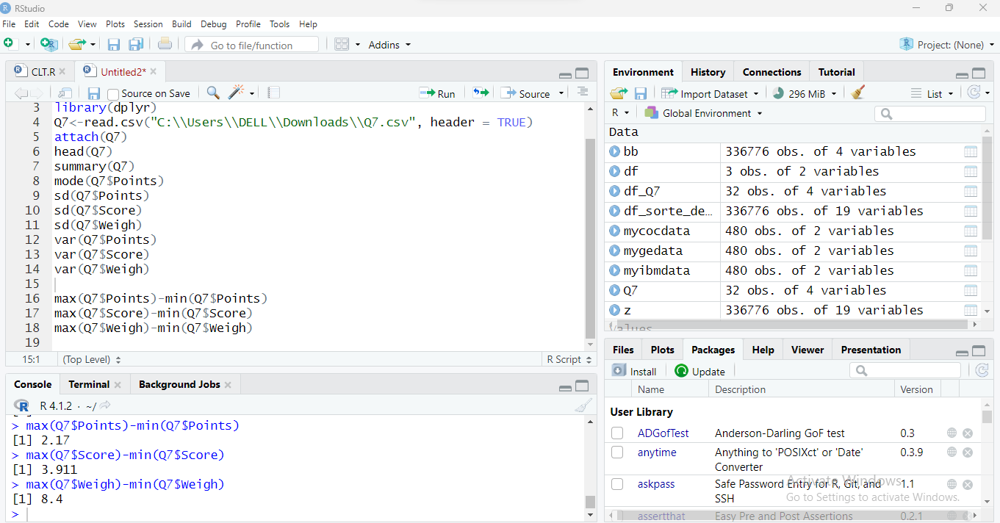 RStudio
File Edit Code View Plots Session Build Debug Profile Tools Help
Go to file/function Addins Project: (None)
CLT.R Untitled2*
Source on Save Run Source
3 library(dplyr)
4 Q7<-read.csv("C:\\Users\\DELL\\Downloads\\Q7.csv", header = TRUE)
5 attach(Q7)
6 head(Q7)
7 summary(Q7)
8 mode(Q7$Points)
9 sd(Q7$Points)
10 sd(Q7$Score)
11 sd(Q7$Weigh)
12 var(Q7$Points)
13 var(Q7$Score)
14 var(Q7$Weigh)
15
16 max(Q7$Points)-min(Q7$Points)
17 max(Q7$Score)-min(Q7$Score)
18 max(Q7$Weigh)-min(Q7$Weigh)
19
15:1 (Top Level) R Script
Console Terminal Background Jobs
R 4.1.2 · ~/
> max(Q7$Points)-min(Q7$Points)
[1] 2.17
> max(Q7$Score)-min(Q7$Score)
[1] 3.911
> max(Q7$Weigh)-min(Q7$Weigh)
[1] 8.4
>
Environment History Connections Tutorial
Import Dataset 296 MiB List
R Global Environment
Data
bb 336776 obs. of 4 variables
df 3 obs. of 2 variables
df_Q7 32 obs. of 4 variables
df_sorte_de… 336776 obs. of 19 variables
mycocdata 480 obs. of 2 variables
mygedata 480 obs. of 2 variables
myibmdata 480 obs. of 2 variables
Q7 32 obs. of 4 variables
z 336776 obs. of 19 variables
Values
Files Plots Packages Help Viewer Presentation
Install Update
Name Description Version
User Library
ADGofTest Anderson-Darling GoF test 0.3
anytime Anything to 'POSIXct' or 'Date' 0.3.9
Converter
askpass Safe Password Entry for R, Git, and 1.1
SSH
assertthat Easy Pre and Post Assertions 0.2.1
Activate Windows
Go to Settings to activate Windows.